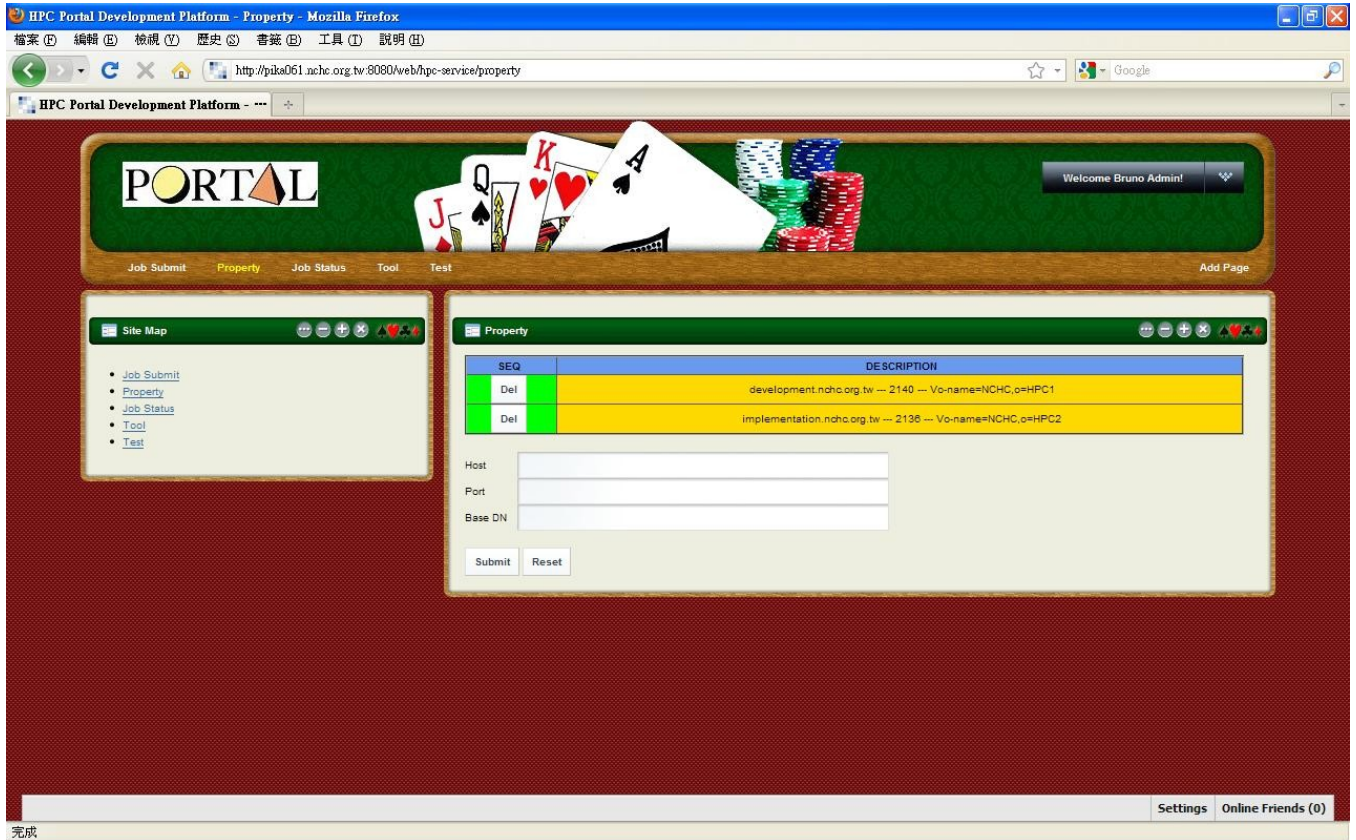 HPC Portal Development Platform - Property - Mozilla Firefox
檔案(F) 編輯(E) 檢視(V) 歷史(S) 書籤(B) 工具(T) 說明(H)
http://pika061.nchc.org.tw:8080/web/hpc-service/property
Google
HPC Portal Development Platform - ...
PORTAL
J Q K A
Welcome Bruno Admin!
Job Submit Property Job Status Tool Test Add Page
Site Map
Job Submit
Property
Job Status
Tool
Test
Property
SEQ DESCRIPTION
Del development.nchc.org.tw --- 2140 --- Vo-name=NCHC,o=HPC1
Del implementation.nchc.org.tw --- 2136 --- Vo-name=NCHC,o=HPC2
Host
Port
Base DN
Submit Reset
Settings Online Friends (0)
完成